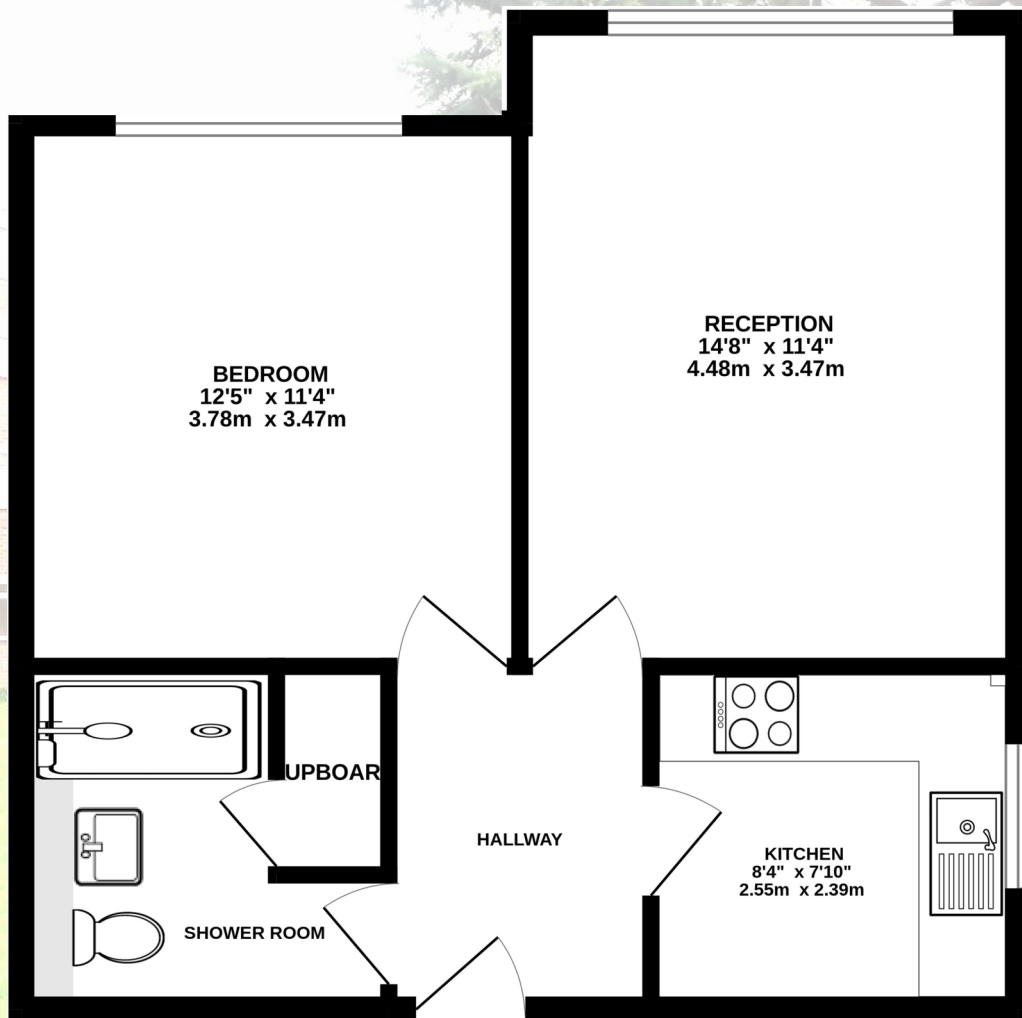 RECEPTION
14'8" x 11'4"
4.48m x 3.47m
BEDROOM
12'5" x 11'4"
3.78m x 3.47m
UPBOAR
HALLWAY
KITCHEN
8'4" x 7'10"
2.55m x 2.39m
SHOWER ROOM